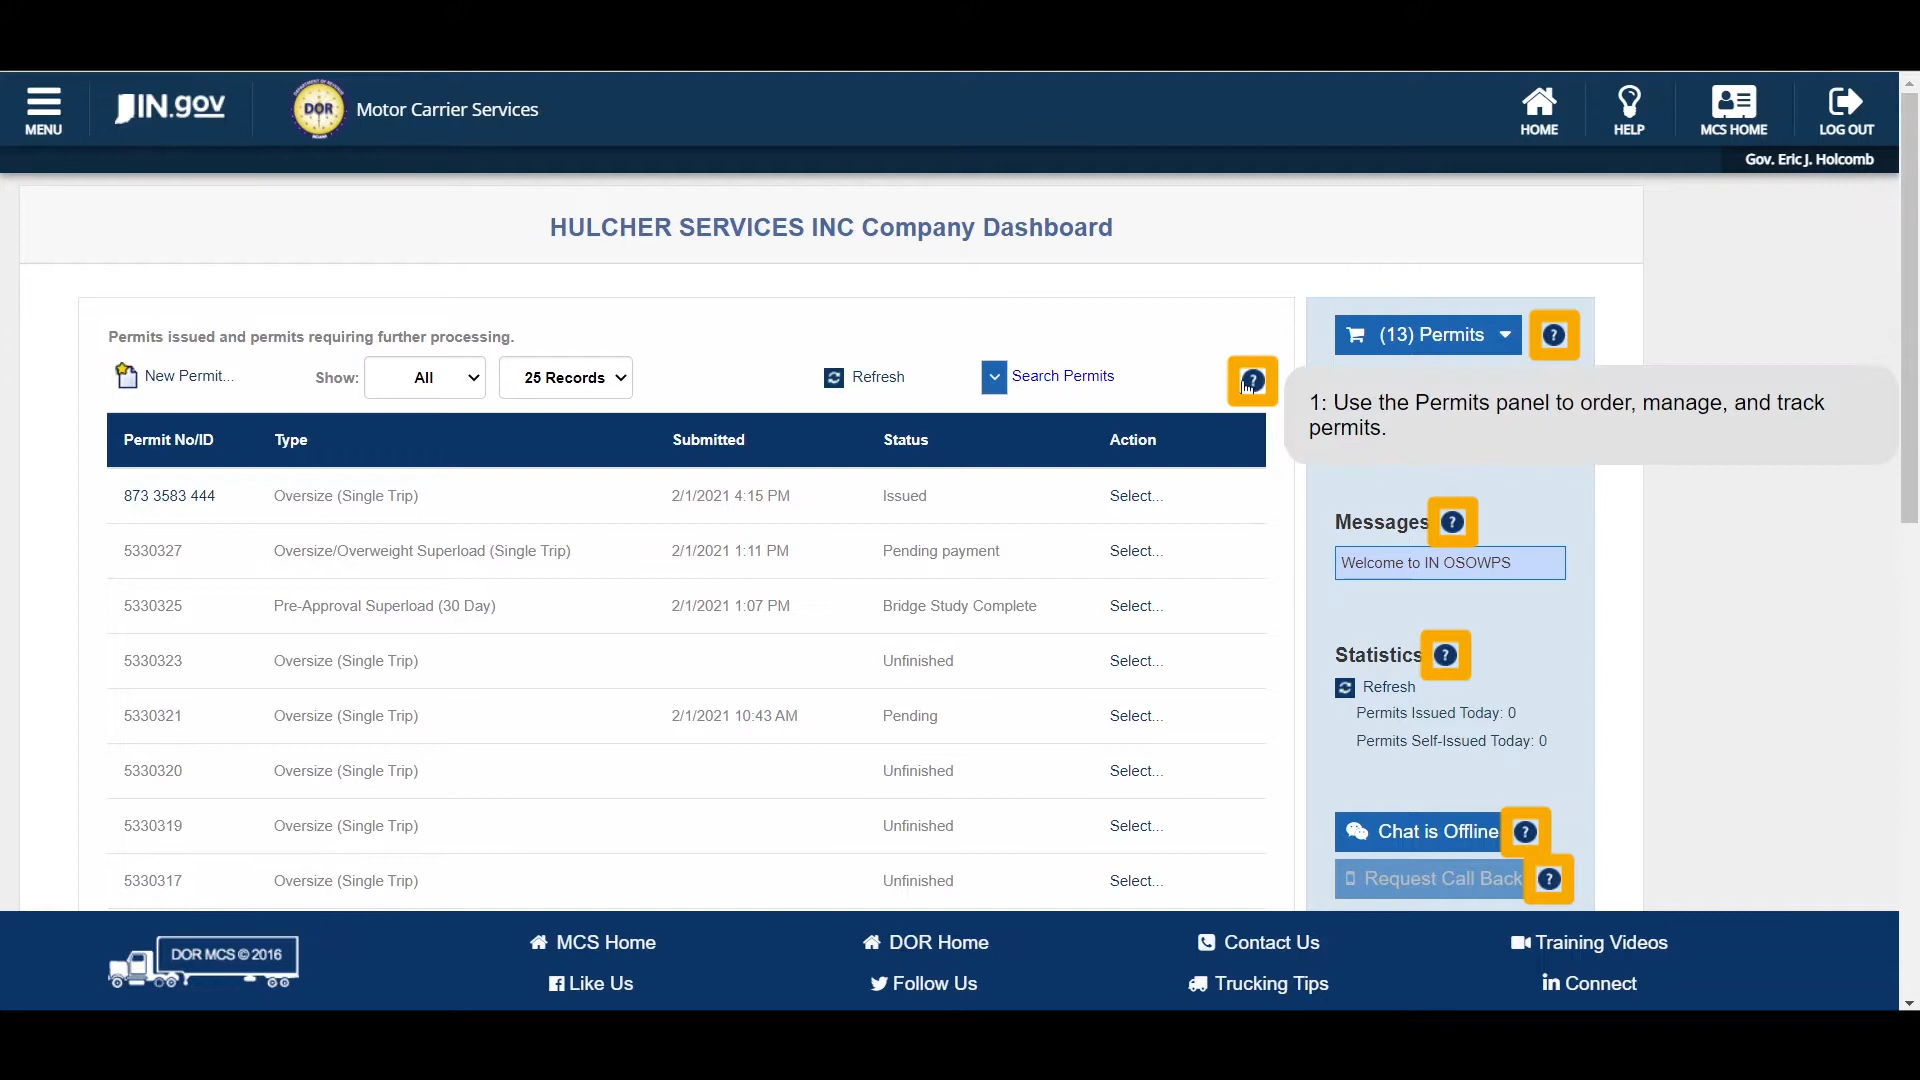 MENU
IN.gov
DOR
Motor Carrier Services
HOME
HELP
MCS HOME
LOG OUT
Gov. Eric J. Holcomb
HULCHER SERVICES INC Company Dashboard
Permits issued and permits requiring further processing.
New Permit...
Show:
All
25 Records
Refresh
Search Permits
?
(13) Permits
?
1: Use the Permits panel to order, manage, and track
permits.
Permit No/ID Type Submitted Status Action
873 3583 444 Oversize (Single Trip) 2/1/2021 4:15 PM Issued Select...
5330327 Oversize/Overweight Superload (Single Trip) 2/1/2021 1:11 PM Pending payment Select...
5330325 Pre-Approval Superload (30 Day) 2/1/2021 1:07 PM Bridge Study Complete Select...
5330323 Oversize (Single Trip) Unfinished Select...
5330321 Oversize (Single Trip) 2/1/2021 10:43 AM Pending Select...
5330320 Oversize (Single Trip) Unfinished Select...
5330319 Oversize (Single Trip) Unfinished Select...
5330317 Oversize (Single Trip) Unfinished Select...
Messages ?
Welcome to IN OSOWPS
Statistics ?
Refresh
Permits Issued Today: 0
Permits Self-Issued Today: 0
Chat is Offline ?
Request Call Back ?
DOR MCS © 2016
MCS Home
DOR Home
Contact Us
Training Videos
Like Us
Follow Us
Trucking Tips
Connect